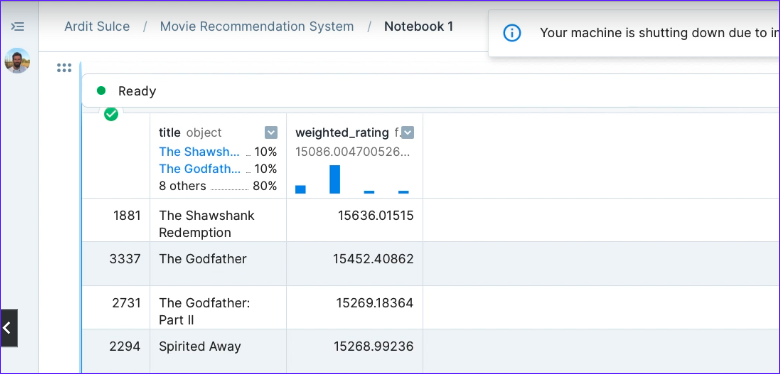 Ardit Sulce / Movie Recommendation System / Notebook 1
Your machine is shutting down due to in
Ready
title object
weighted_rating f…
The Shawsh... 10%
15086.004700526...
The Godfath... 10%
8 others 80%
1881 The Shawshank Redemption 15636.01515
3337 The Godfather 15452.40862
2731 The Godfather: Part II 15269.18364
2294 Spirited Away 15268.99236